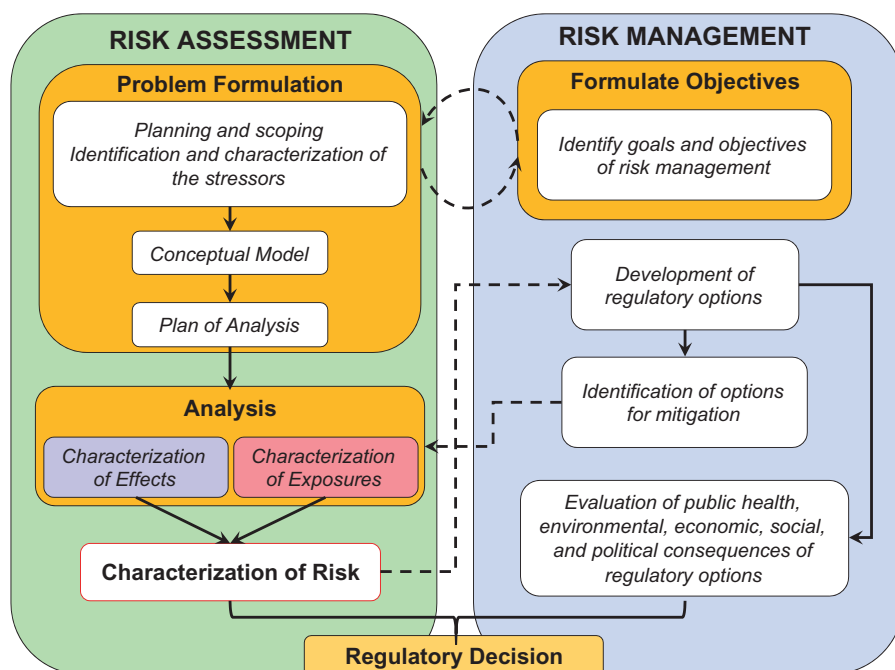 RISK ASSESSMENT
Problem Formulation
Planning and scoping
Identification and characterization of
the stressors
Conceptual Model
Plan of Analysis
Analysis
Characterization
of Effects
Characterization
of Exposures
Characterization of Risk
RISK MANAGEMENT
Formulate Objectives
Identify goals and objectives
of risk management
Development of
regulatory options
Identification of options
for mitigation
Evaluation of public health,
environmental, economic, social,
and political consequences of
regulatory options
Regulatory Decision